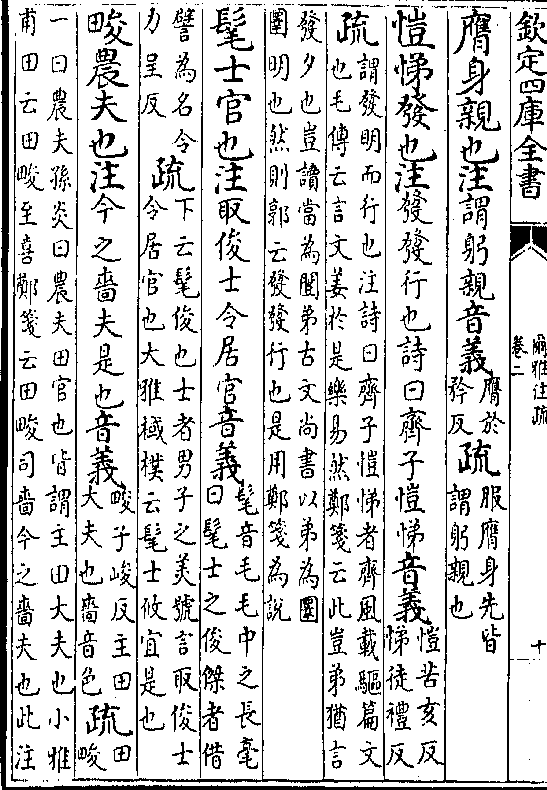 欽定四庫全書
爾雅注疏
卷二
十
膺身親也注謂躬親音義
膺於
矜反
疏
服膺身先皆
謂躬親也
愷悌發也注發發行也詩曰齊子愷悌音義
愷苦亥反
悌徒禮反
疏
謂發明而行也注詩曰齊子愷悌者齊風載驅篇文
也毛傳云言文姜於是樂易然鄭箋云此豈弟猶言
發夕也豈讀當為闓弟古文尚書以弟為圛
圛明也然則郭云發發行也是用鄭箋為說
髦士官也注取俊士令居官音義
髦音毛毛中之長毫
曰髦士之俊傑者借
譬為名令
力呈反
疏
下云髦俊也士者男子之美號言取俊士
令居官也大雅棫樸云髦士攸宜是也
畯農夫也注今之嗇夫是也音義
畯子峻反主田
大夫也嗇音色
疏
田
畯
一曰農夫孫炎曰農夫田官也皆謂主田大夫也小雅
甫田云田畯至喜鄭箋云田畯司嗇今之嗇夫也此注